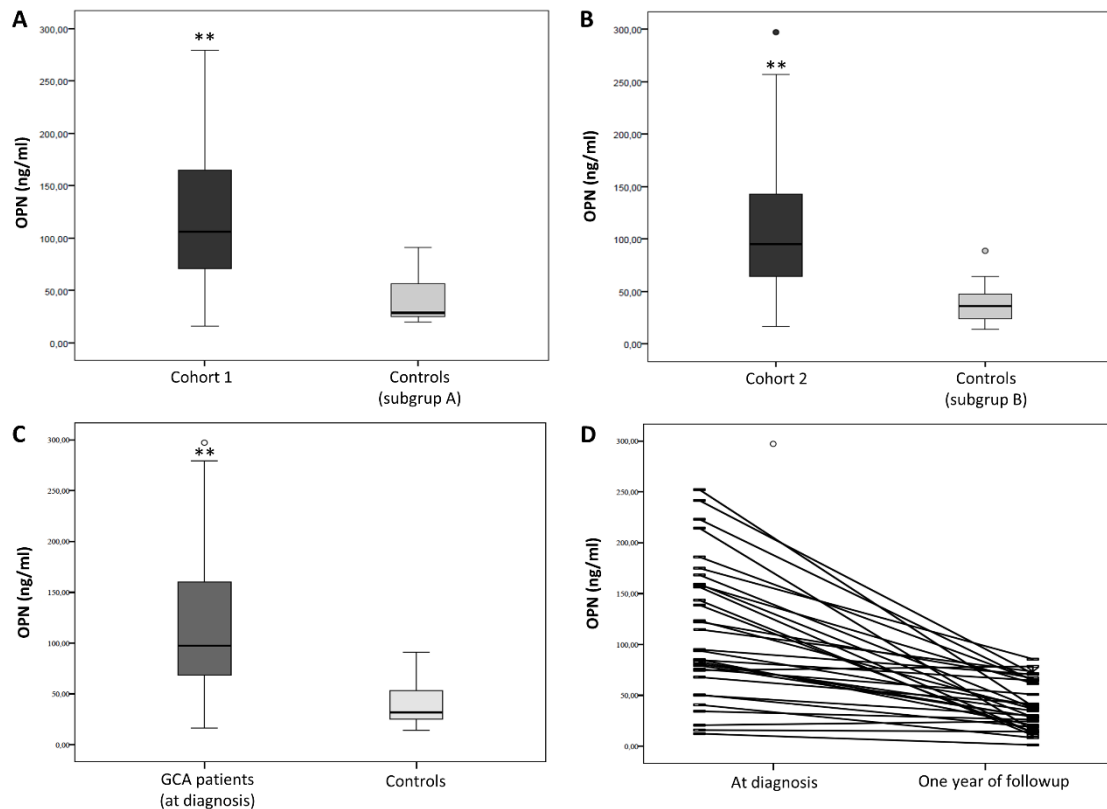 A
OPN (ng/ml)
300,00
250,00
200,00
150,00
100,00
50,00
0,00
**
Cohort 1
Controls
(subgrup A)
B
OPN (ng/ml)
300,00
250,00
200,00
150,00
100,00
50,00
0,00
**
Cohort 2
Controls
(subgrup B)
C
OPN (ng/ml)
300,00
250,00
200,00
150,00
100,00
50,00
0,00
**
GCA patients
(at diagnosis)
Controls
D
OPN (ng/ml)
300,00
250,00
200,00
150,00
100,00
50,00
0,00
At diagnosis
One year of followup